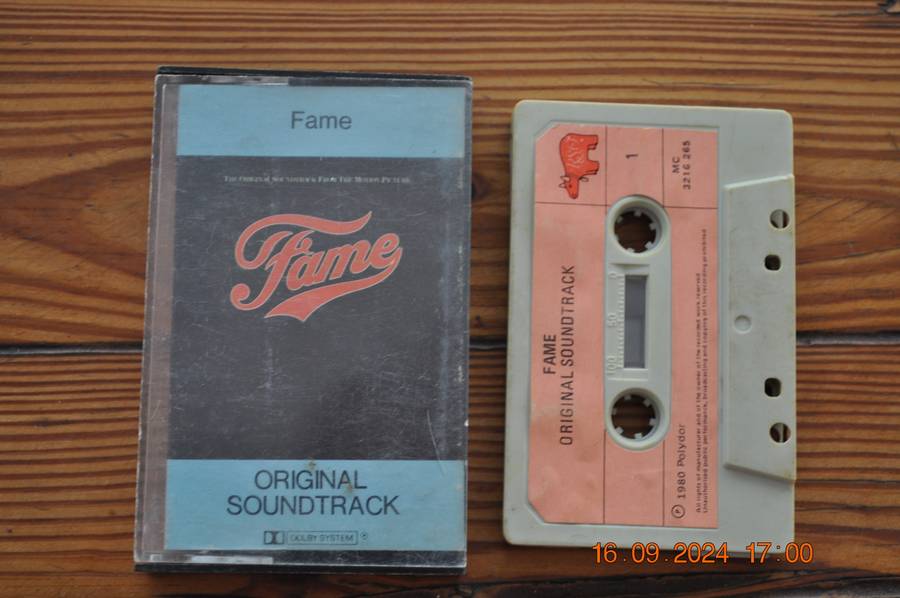 Fame
THE ORIGINAL SOUNDTRACK FROM THE MOTION PICTURE
Fame
ORIGINAL
SOUNDTRACK
DOLBY SYSTEM
1
MC
3216 265
RSO
0
50
100
FAME
ORIGINAL SOUNDTRACK
℗ 1980 Polydor
All rights of manufacturer and of the owner of the recorded work reserved
Unauthorised public performance, broadcasting and copying of this recording prohibited
16.09.2024 17:00